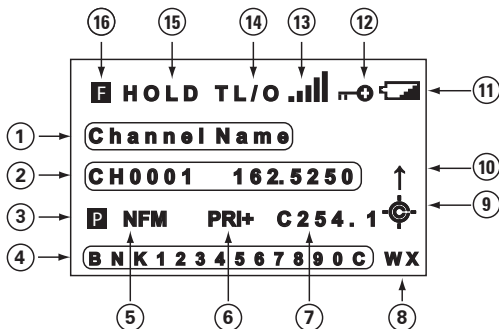 16 15 14 13 12
F HOLD TL/O
11
1 Channel Name
2 CH0001 162.5250
10
9
3 P NFM PRI+ C254.1 C
4 BNK1234567890C WX
5 6 7 8